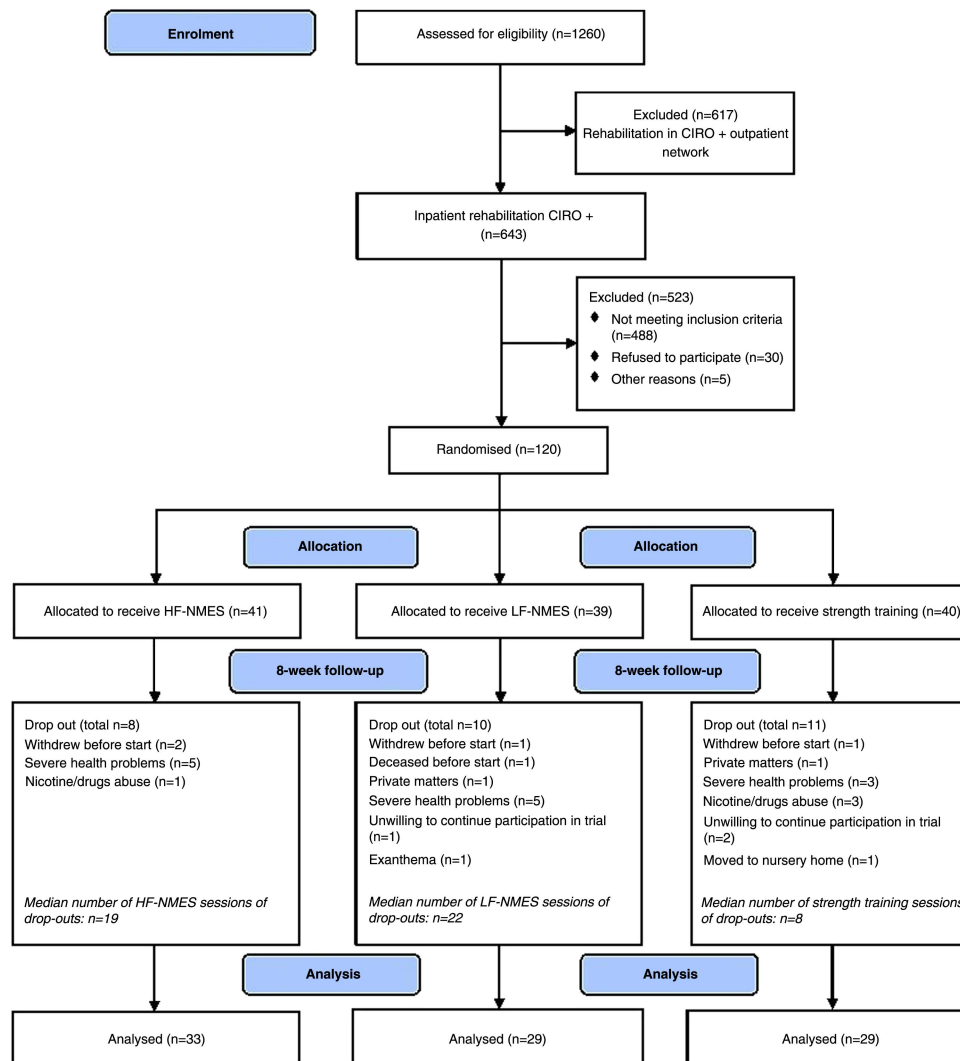 Enrolment
Assessed for eligibility (n=1260)
Excluded (n=617)
Rehabilitation in CIRO + outpatient
network
Inpatient rehabilitation CIRO +
(n=643)
Excluded (n=523)
♦ Not meeting inclusion criteria
(n=488)
♦ Refused to participate (n=30)
♦ Other reasons (n=5)
Randomised (n=120)
Allocation
Allocation
Allocated to receive HF-NMES (n=41)
Allocated to receive LF-NMES (n=39)
Allocated to receive strength training (n=40)
8-week follow-up
8-week follow-up
Drop out (total n=8)
Withdrew before start (n=2)
Severe health problems (n=5)
Nicotine/drugs abuse (n=1)
Median number of HF-NMES sessions of
drop-outs: n=19
Drop out (total n=10)
Withdrew before start (n=1)
Deceased before start (n=1)
Private matters (n=1)
Severe health problems (n=5)
Unwilling to continue participation in trial
(n=1)
Exanthema (n=1)
Median number of LF-NMES sessions of
drop-outs: n=22
Drop out (total n=11)
Withdrew before start (n=1)
Private matters (n=1)
Severe health problems (n=3)
Nicotine/drugs abuse (n=3)
Unwilling to continue participation in trial
(n=2)
Moved to nursery home (n=1)
Median number of strength training sessions
of drop-outs: n=8
Analysis
Analysis
Analysed (n=33)
Analysed (n=29)
Analysed (n=29)